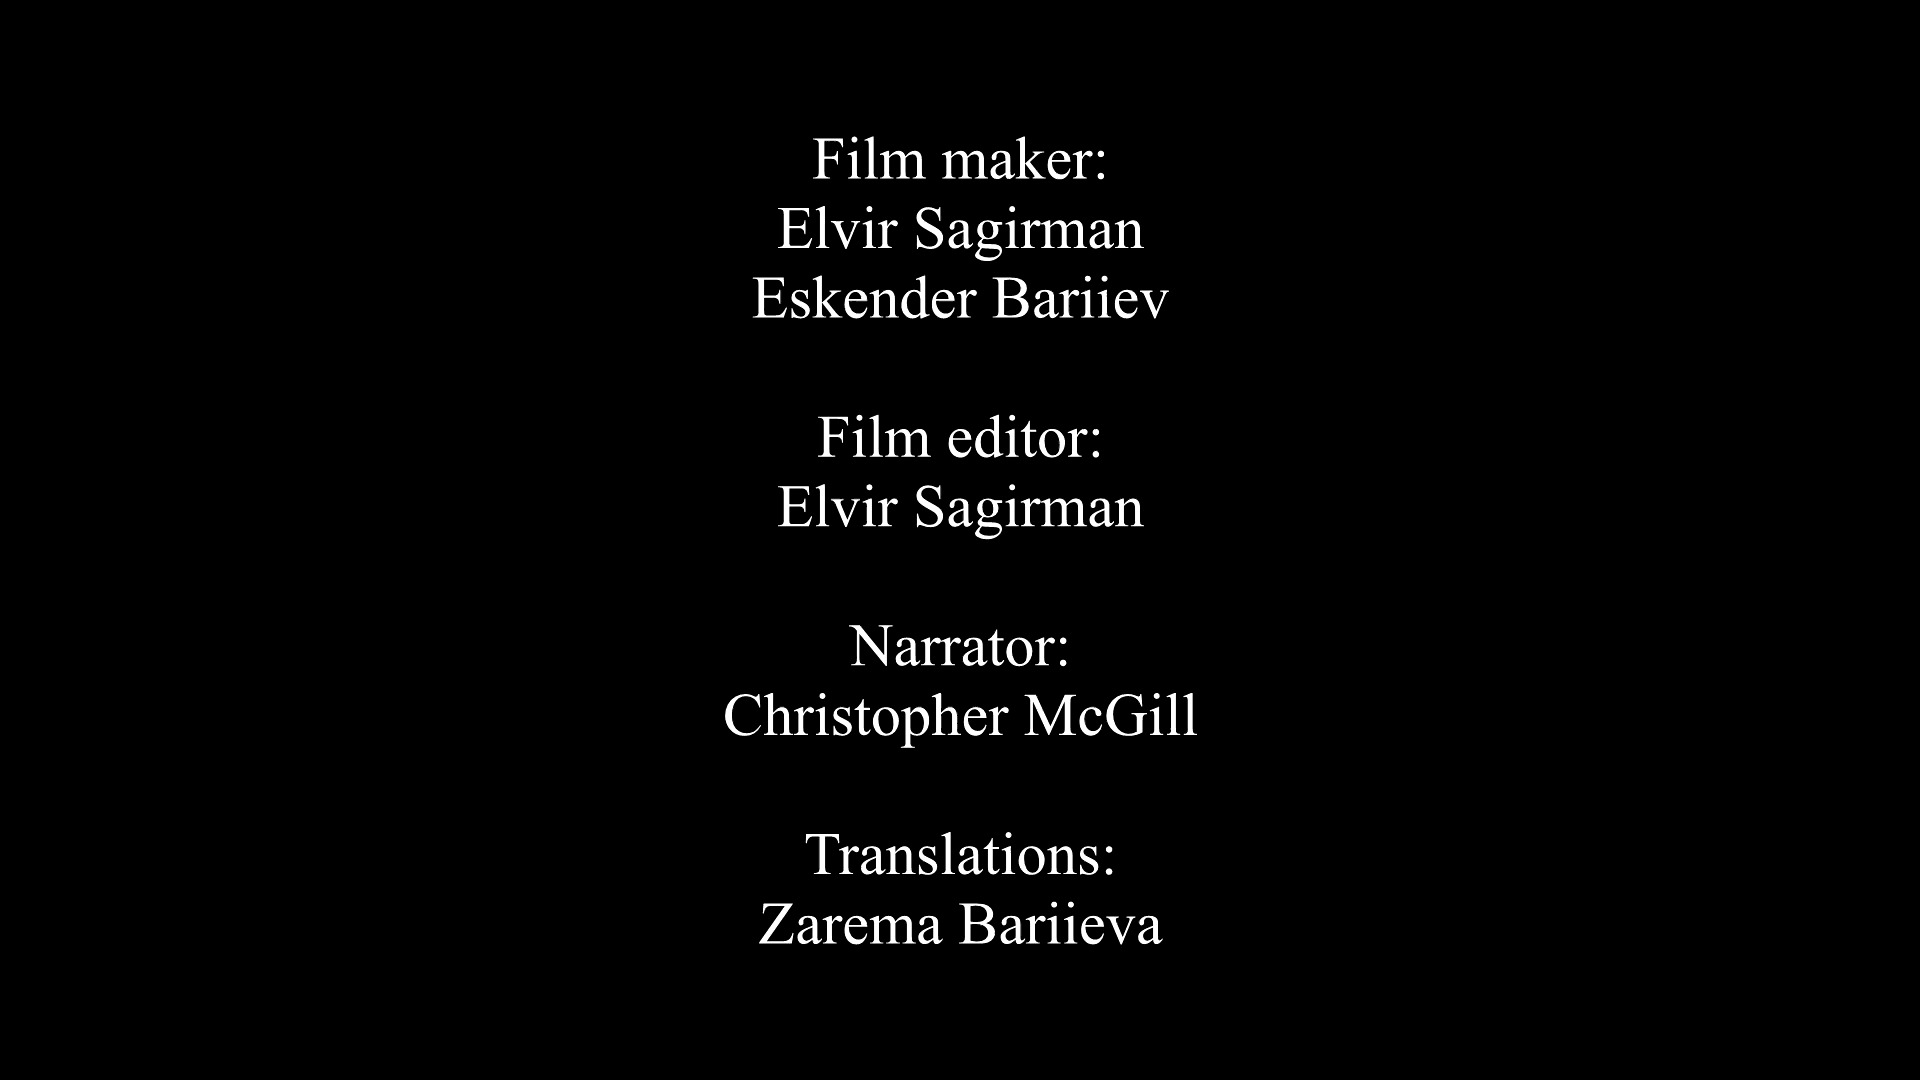 Film maker:
Elvir Sagirman
Eskender Bariiev
Film editor:
Elvir Sagirman
Narrator:
Christopher McGill
Translations:
Zarema Bariieva